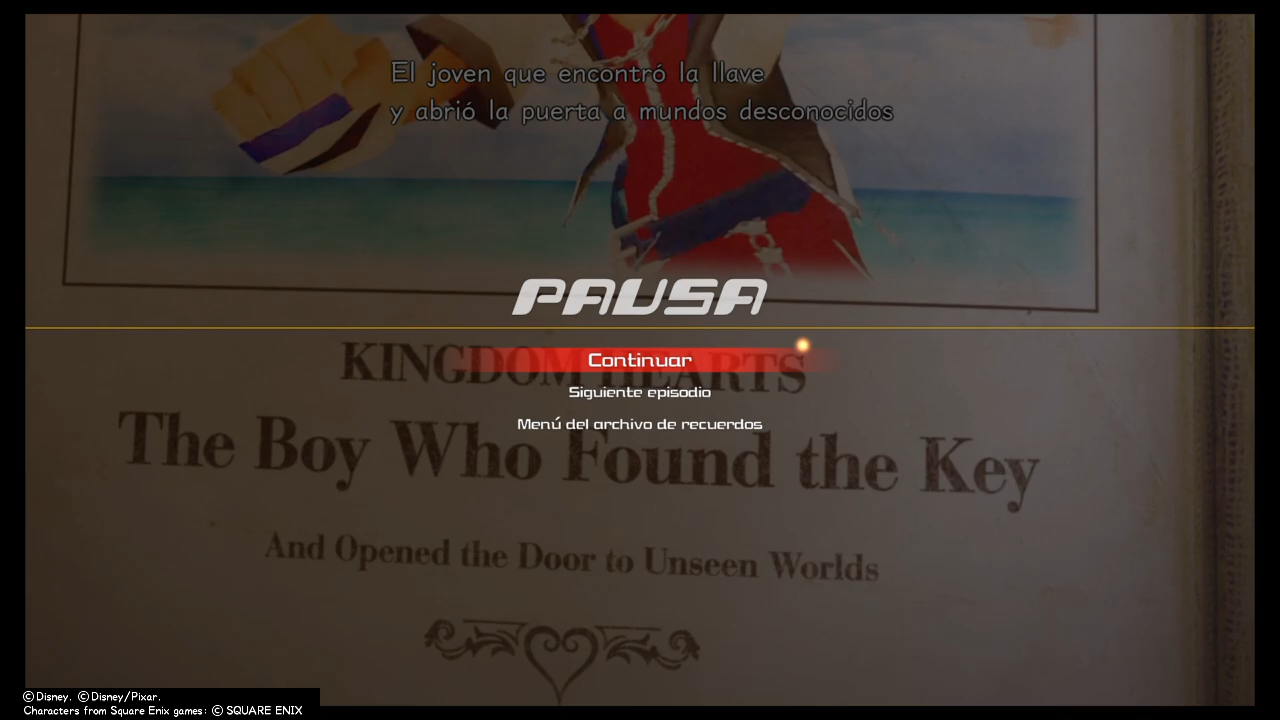 El joven que encontró la llave
y abrió la puerta a mundos desconocidos
PAUSA
Continuar
KINGDOM HEARTS
Siguiente episodio
Menú del archivo de recuerdos
The Boy Who Found the Key
And Opened the Door to Unseen Worlds
©Disney. ©Disney/Pixar.
Characters from Square Enix games: © SQUARE ENIX